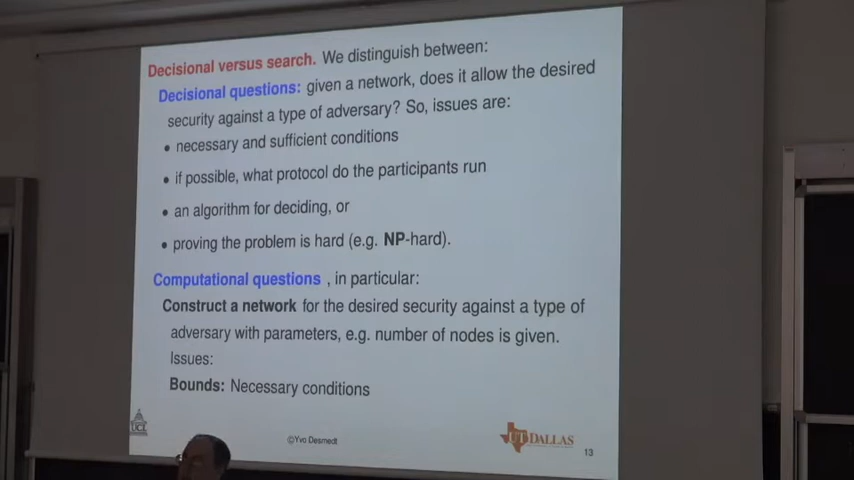 Decisional versus search. We distinguish between:
Decisional questions: given a network, does it allow the desired
security against a type of adversary? So, issues are:
• necessary and sufficient conditions
• if possible, what protocol do the participants run
• an algorithm for deciding, or
• proving the problem is hard (e.g. NP-hard).
Computational questions , in particular:
Construct a network for the desired security against a type of
adversary with parameters, e.g. number of nodes is given.
Issues:
Bounds: Necessary conditions
UCL
©Yvo Desmedt
UT DALLAS
13